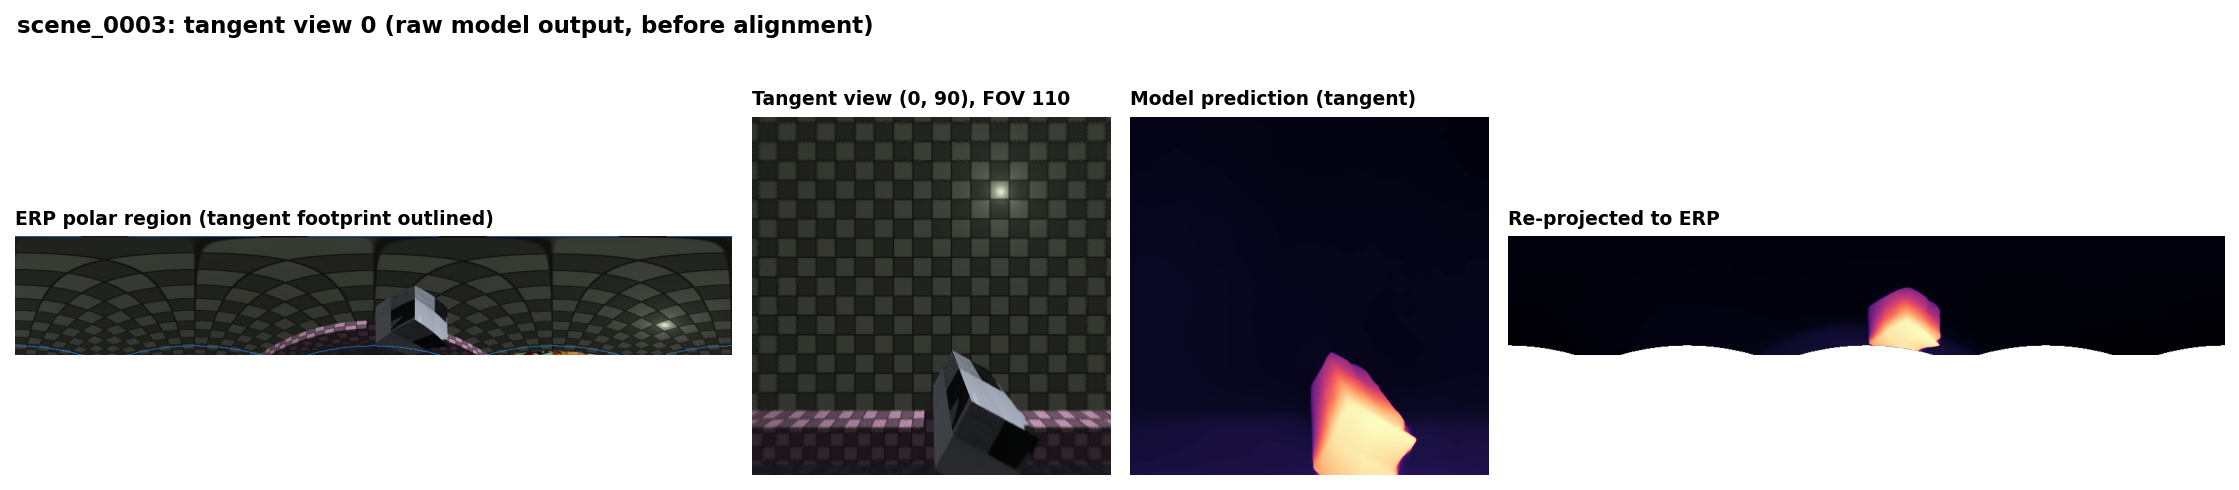 scene_0003: tangent view 0 (raw model output, before alignment)
Tangent view (0, 90), FOV 110
Model prediction (tangent)
ERP polar region (tangent footprint outlined)
Re-projected to ERP